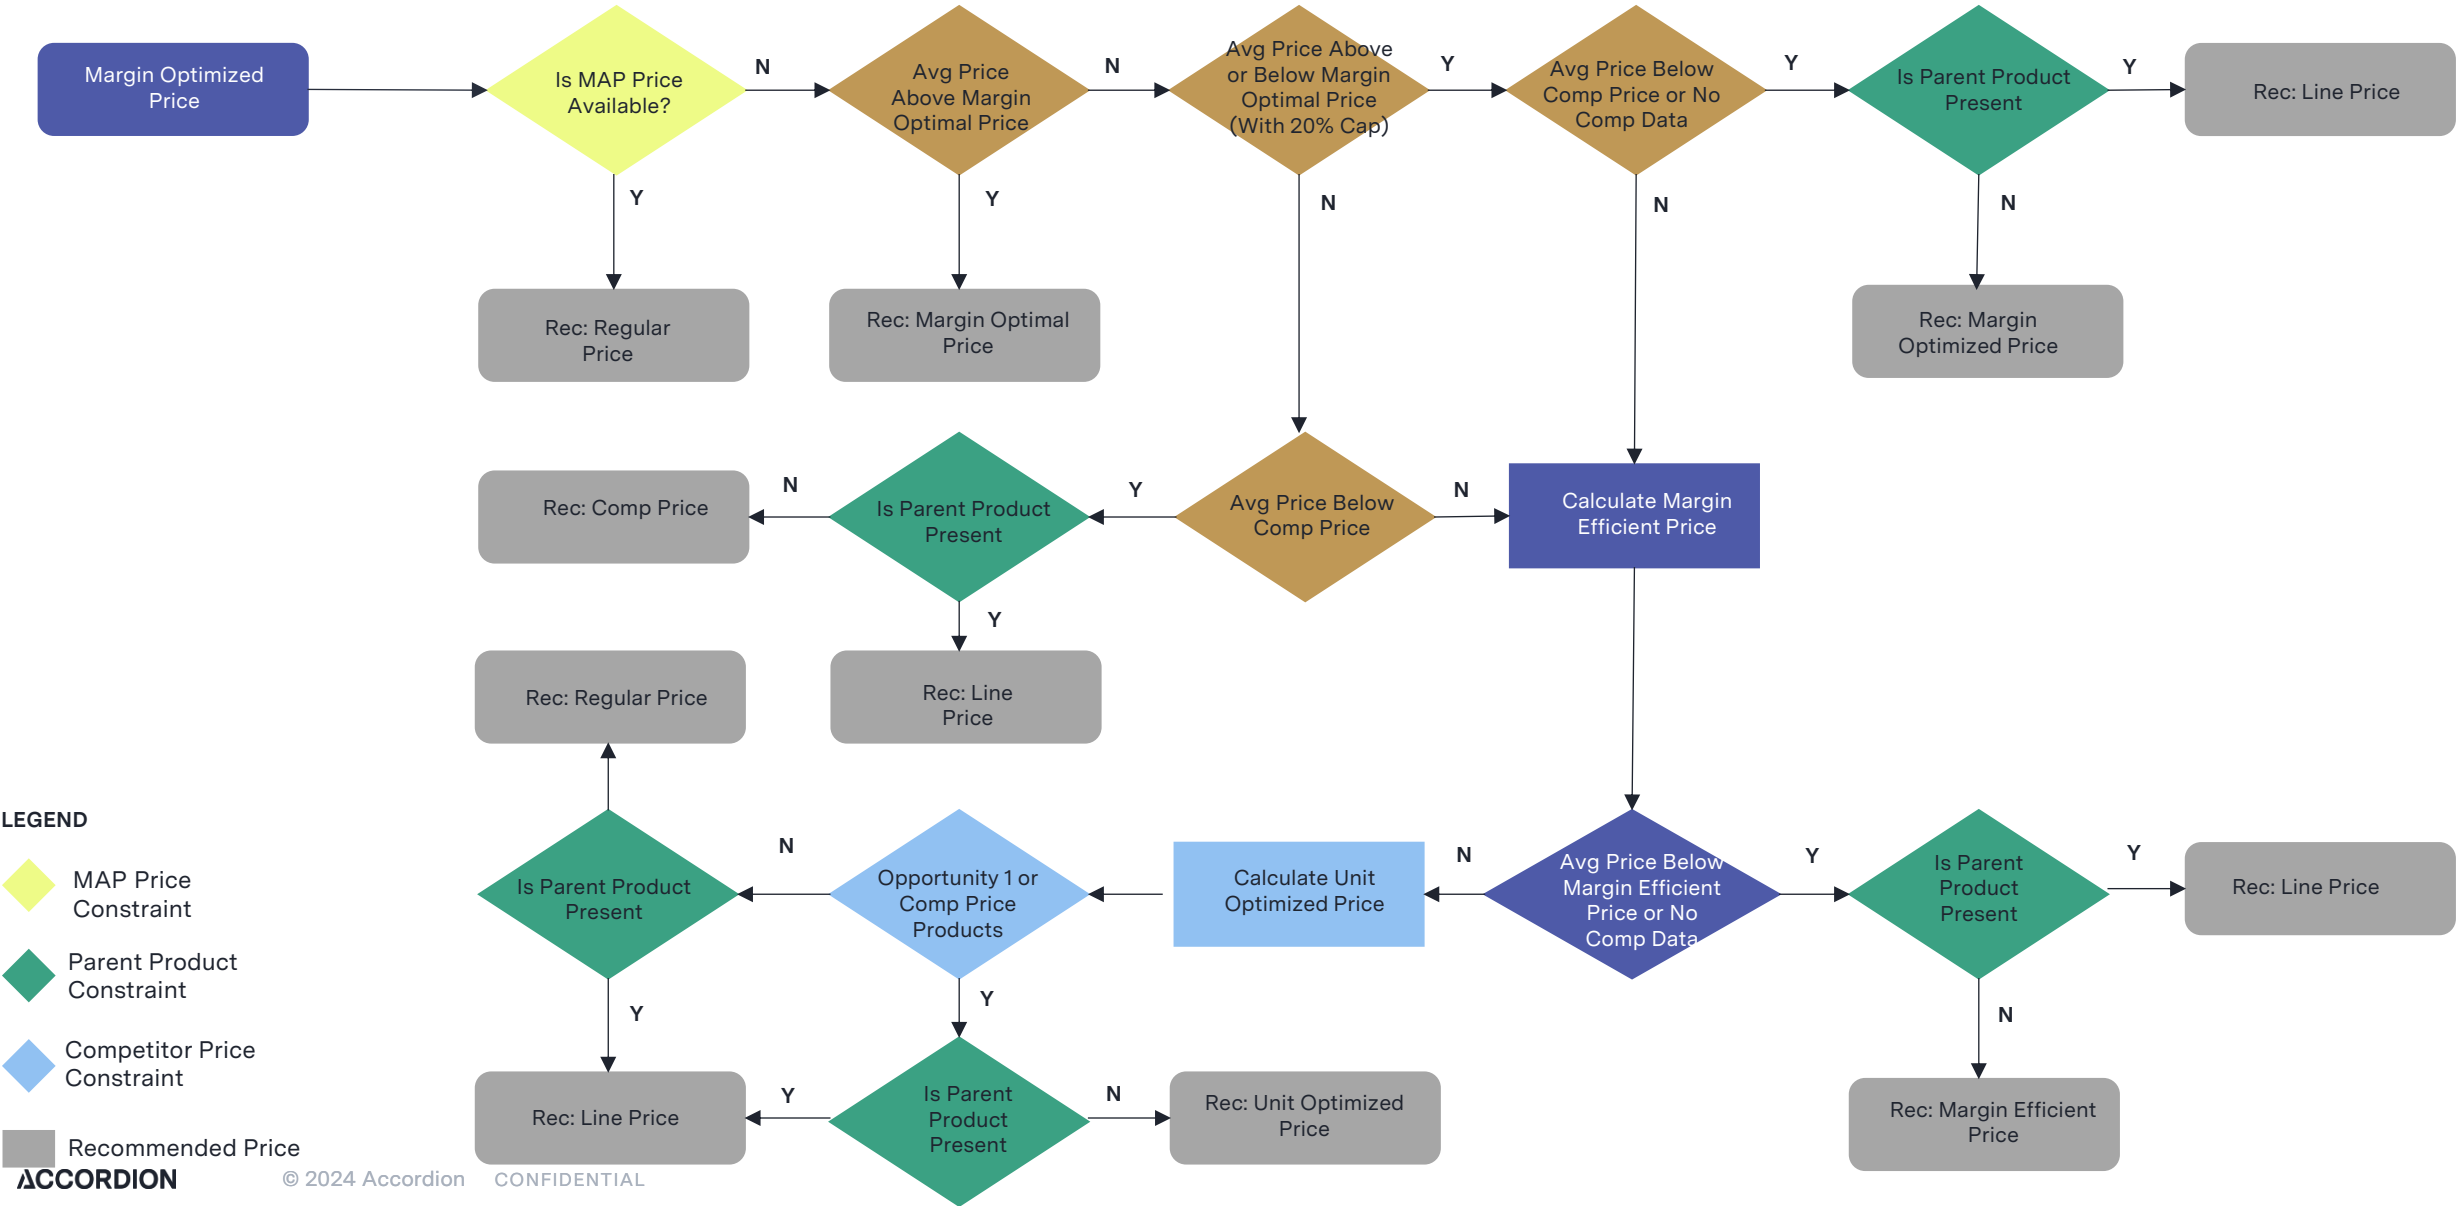 Margin Optimized
Price
Is MAP Price
Available?
N
Avg Price
Above Margin
Optimal Price
N
Avg Price Above
or Below Margin
Optimal Price
(With 20% Cap)
Y
Avg Price Below
Comp Price or No
Comp Data
Y
Is Parent Product
Present
Y
Rec: Line Price
Y
Y
N
N
N
Rec: Regular
Price
Rec: Margin Optimal
Price
Rec: Margin
Optimized Price
Rec: Comp Price
N
Is Parent Product
Present
Y
Avg Price Below
Comp Price
N
Calculate Margin
Efficient Price
Y
Rec: Regular Price
Rec: Line
Price
Is Parent Product
Present
N
Opportunity 1 or
Comp Price
Products
Calculate Unit
Optimized Price
N
Avg Price Below
Margin Efficient
Price or No
Comp Data
Y
Is Parent
Product
Present
Y
Rec: Line Price
Y
Y
N
Rec: Line Price
Y
Is Parent
Product
Present
N
Rec: Unit Optimized
Price
Rec: Margin Efficient
Price
LEGEND
MAP Price
Constraint
Parent Product
Constraint
Competitor Price
Constraint
Recommended Price
ACCORDION
© 2024 Accordion CONFIDENTIAL